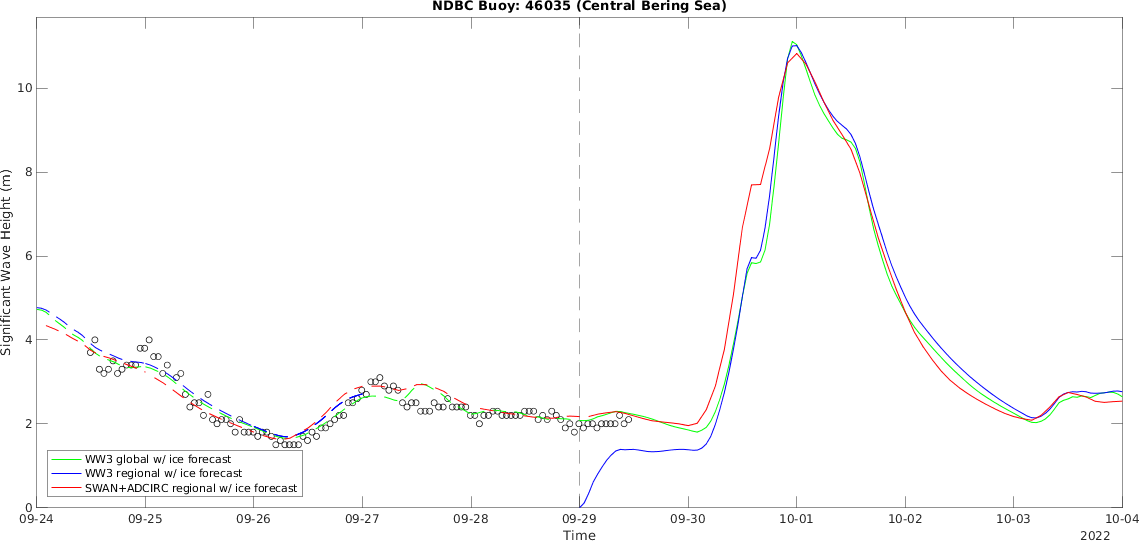 NDBC Buoy: 46035 (Central Bering Sea)
Significant Wave Height (m)
10
8
6
4
2
0
WW3 global w/ ice forecast
WW3 regional w/ ice forecast
SWAN+ADCIRC regional w/ ice forecast
09-24 09-25 09-26 09-27 09-28 09-29 09-30 10-01 10-02 10-03 10-04
Time
2022